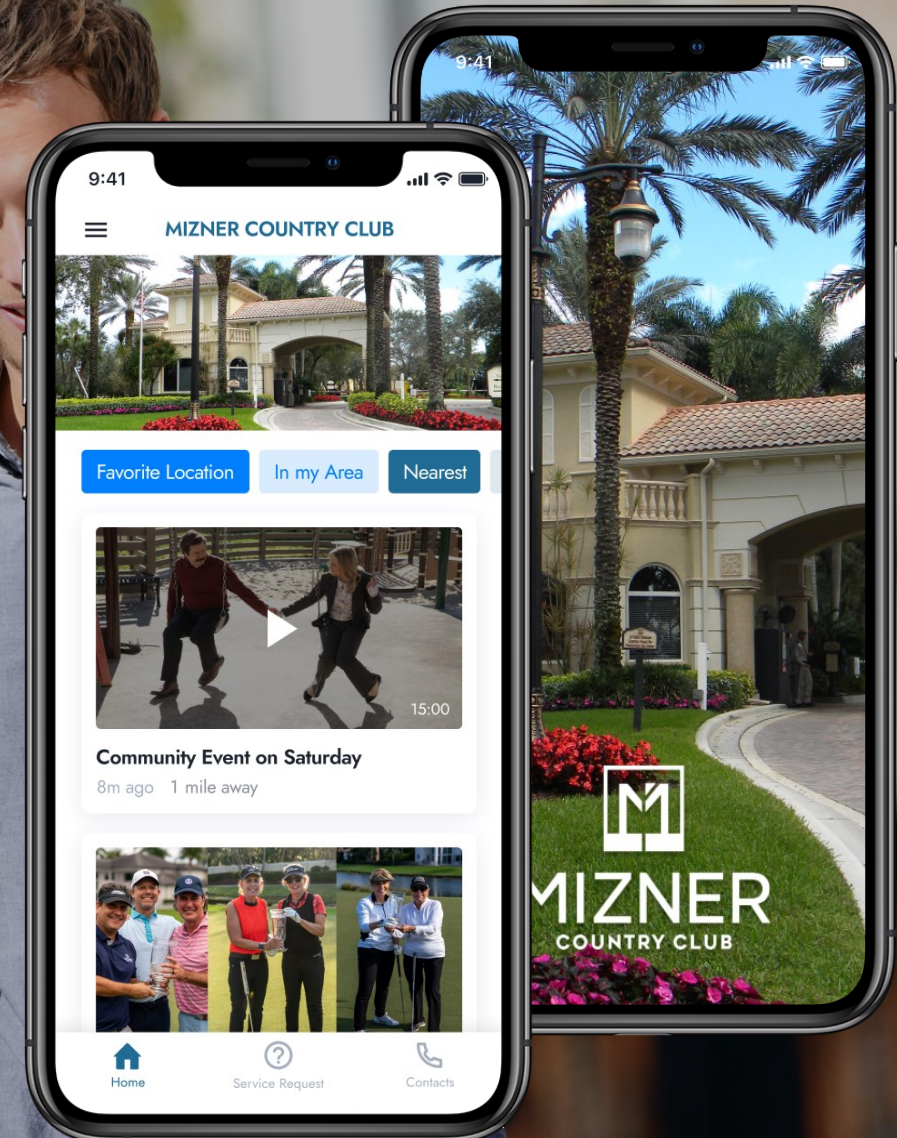 9:41
MIZNER COUNTRY CLUB
Favorite Location
In my Area
Nearest
15:00
Community Event on Saturday
8m ago 1 mile away
Home
Service Request
Contacts
9:41
MIZNER
COUNTRY CLUB